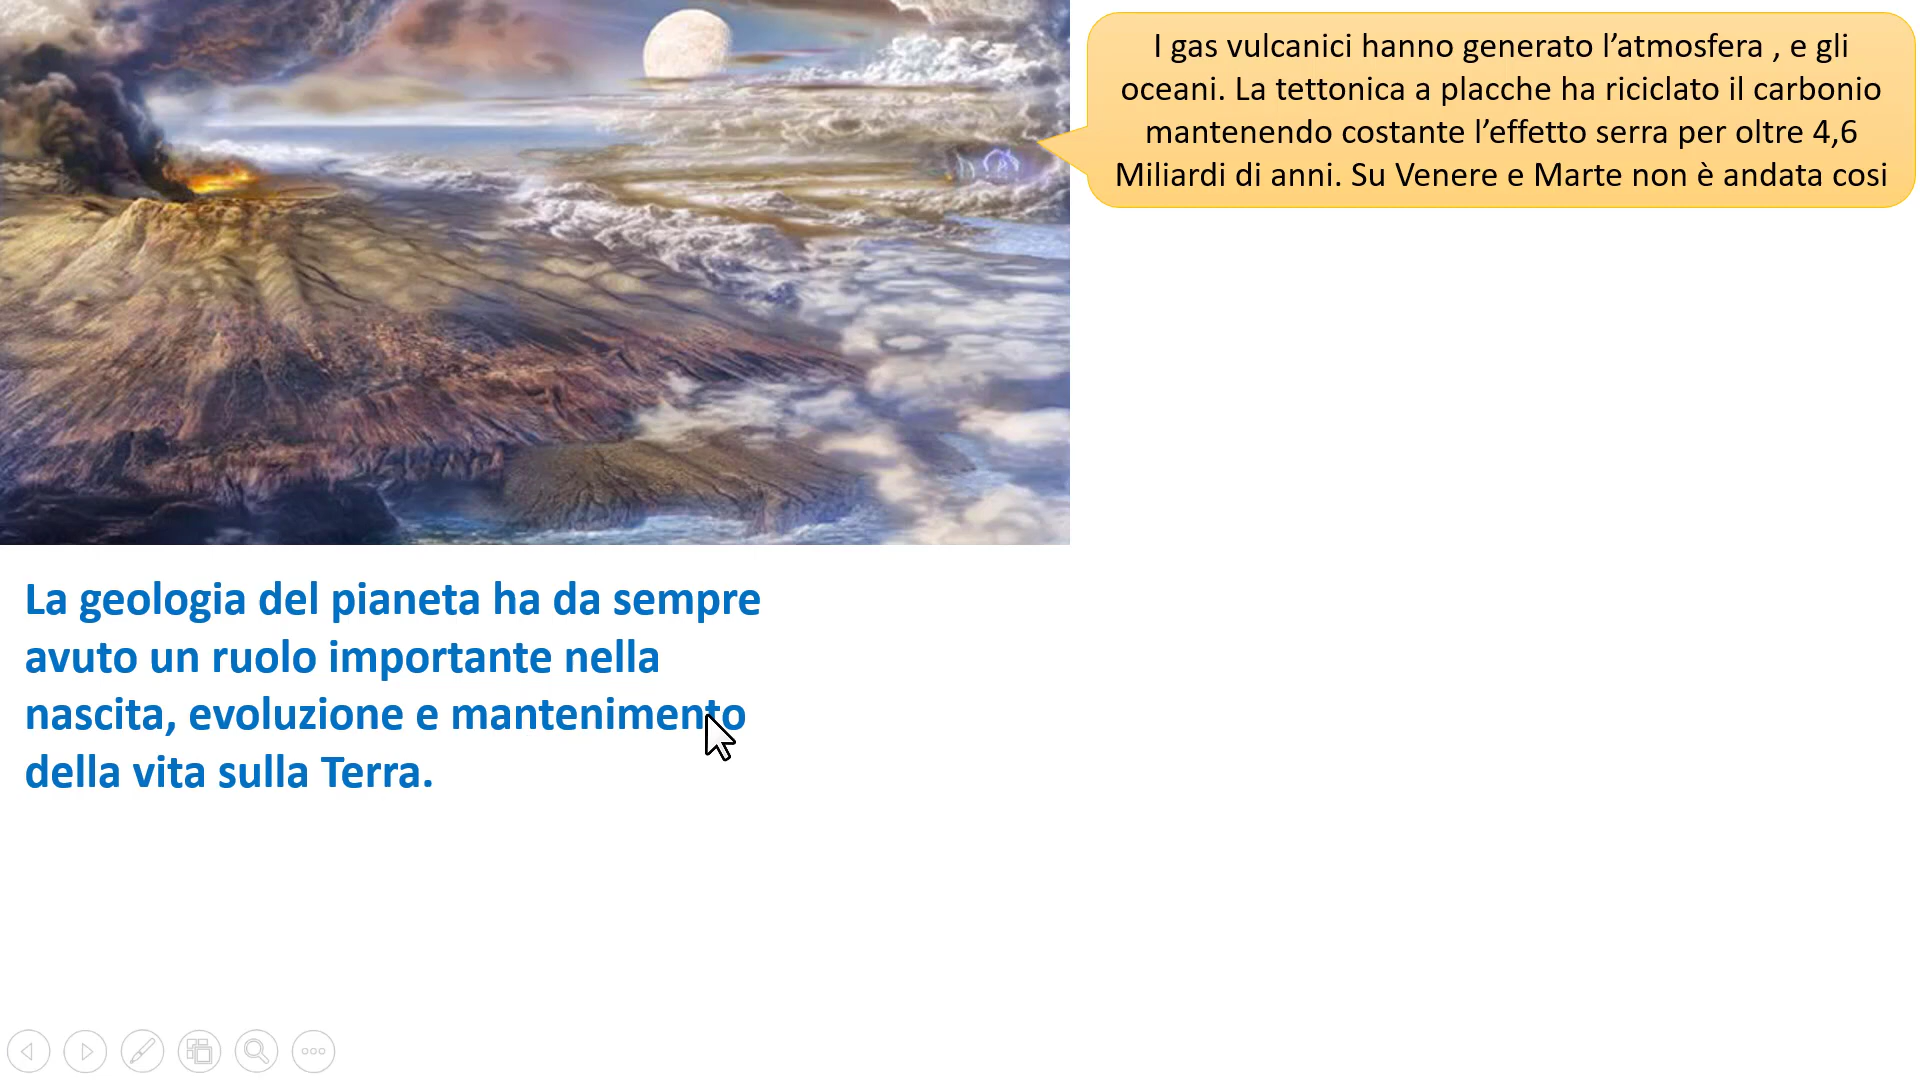 I gas vulcanici hanno generato l’atmosfera , e gli
oceani. La tettonica a placche ha riciclato il carbonio
mantenendo costante l’effetto serra per oltre 4,6
Miliardi di anni. Su Venere e Marte non è andata cosi
La geologia del pianeta ha da sempre
avuto un ruolo importante nella
nascita, evoluzione e mantenimento
della vita sulla Terra.